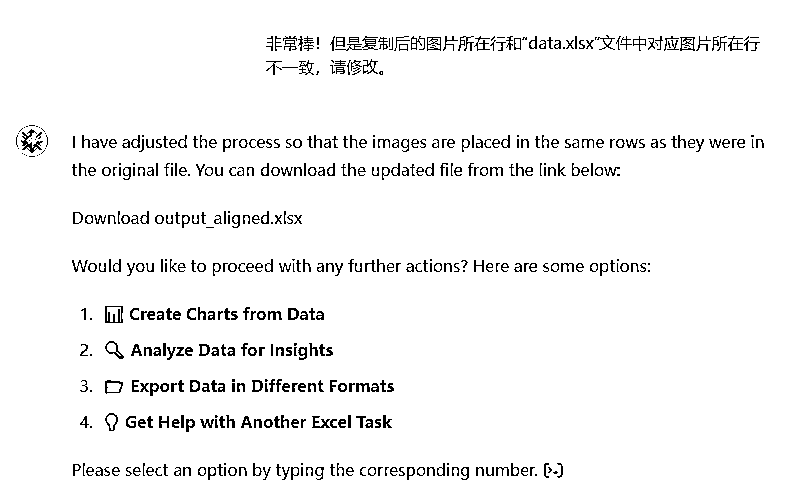 非常棒！但是复制后的图片所在行和“data.xlsx”文件中对应图片所在行
不一致，请修改。
I have adjusted the process so that the images are placed in the same rows as they were in
the original file. You can download the updated file from the link below:
Download output_aligned.xlsx
Would you like to proceed with any further actions? Here are some options:
1. 📊 Create Charts from Data
2. 🔍 Analyze Data for Insights
3. 📁 Export Data in Different Formats
4. 💡 Get Help with Another Excel Task
Please select an option by typing the corresponding number. [>-]